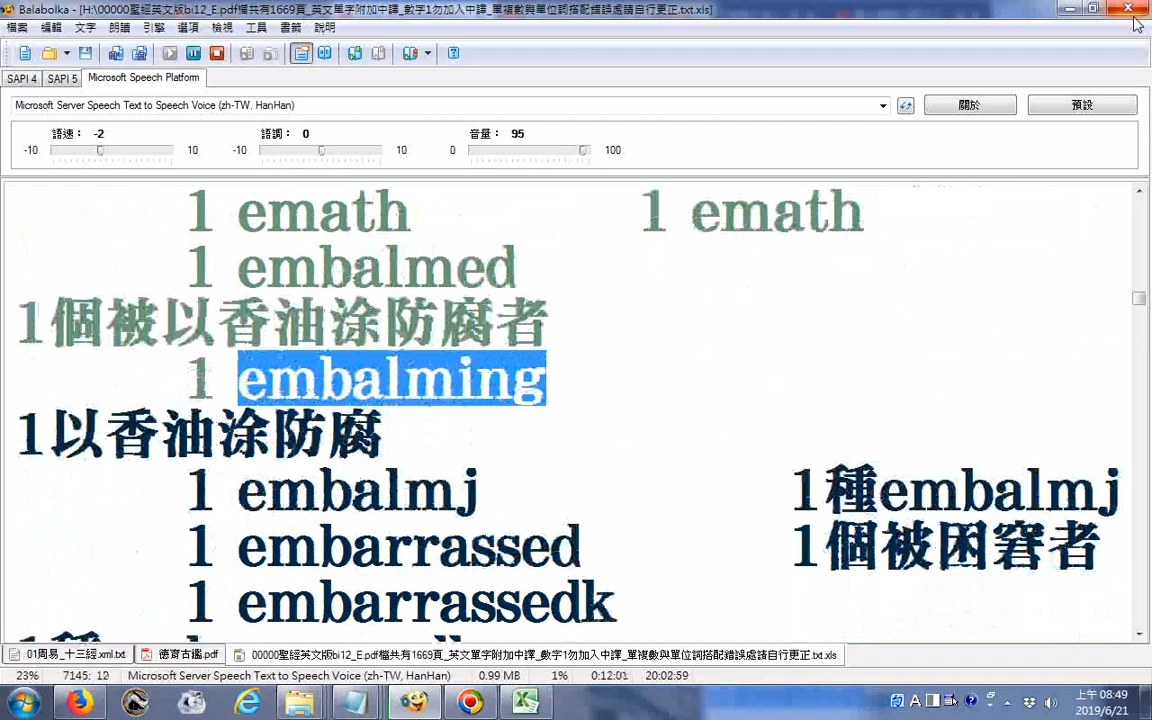 Balabolka - [H:\00000聖經英文版bi12_E.pdf檔共有1669頁_英文單字附加中譯_數字1勿加入中譯_單複數與單位詞搭配錯誤處請自行更正.txt.xls]
檔案 編輯 文字 朗讀 引擎 選項 檢視 工具 書籤 說明
SAPI 4 SAPI 5 Microsoft Speech Platform
Microsoft Server Speech Text to Speech Voice (zh-TW, HanHan) 關於 預設
語速： -2 語調： 0 音量： 95
-10 10 -10 10 0 100
1 emath 1 emath
1 embalmed
1個被以香油涂防腐者
1 embalming
1以香油涂防腐
1 embalmj 1種embalmj
1 embarrassed 1個被困窘者
1 embarrassedk
01周易_十三經.xml.txt 德育古鑑.pdf 00000聖經英文版bi12_E.pdf檔共有1669頁_英文單字附加中譯_數字1勿加入中譯_單複數與單位詞搭配錯誤處請自行更正.txt.xls
23% 7145: 12 Microsoft Server Speech Text to Speech Voice (zh-TW, HanHan) 0.99 MB 1% 0:12:01 20:02:59
上午 08:49
2019/6/21